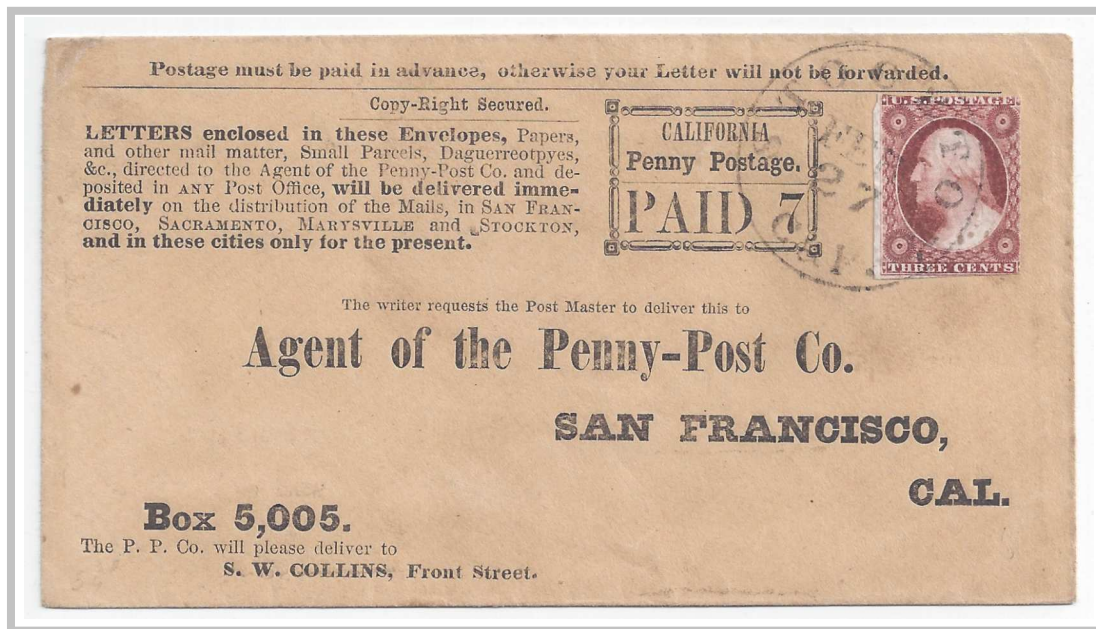 Postage must be paid in advance, otherwise your Letter will not be forwarded.
Copy-Right Secured.
LETTERS enclosed in these Envelopes, Papers,
and other mail matter, Small Parcels, Daguerreotpyes,
&c., directed to the Agent of the Penny-Post Co. and de-
posited in ANY Post Office, will be delivered imme-
diately on the distribution of the Mails, in SAN FRAN-
CISCO, SACRAMENTO, MARYSVILLE and STOCKTON,
and in these cities only for the present.
CALIFORNIA
Penny Postage.
PAID 7
FEB
27
U.S. POSTAGE
THREE CENTS
The writer requests the Post Master to deliver this to
Agent of the Penny-Post Co.
SAN FRANCISCO,
CAL.
Box 5,005.
The P. P. Co. will please deliver to
S. W. COLLINS, Front Street.